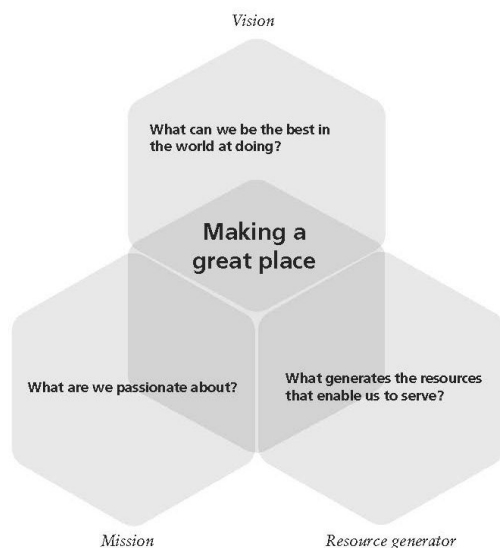 Vision
What can we be the best in
the world at doing?
Making a
great place
What are we passionate about?
What generates the resources
that enable us to serve?
Mission
Resource generator